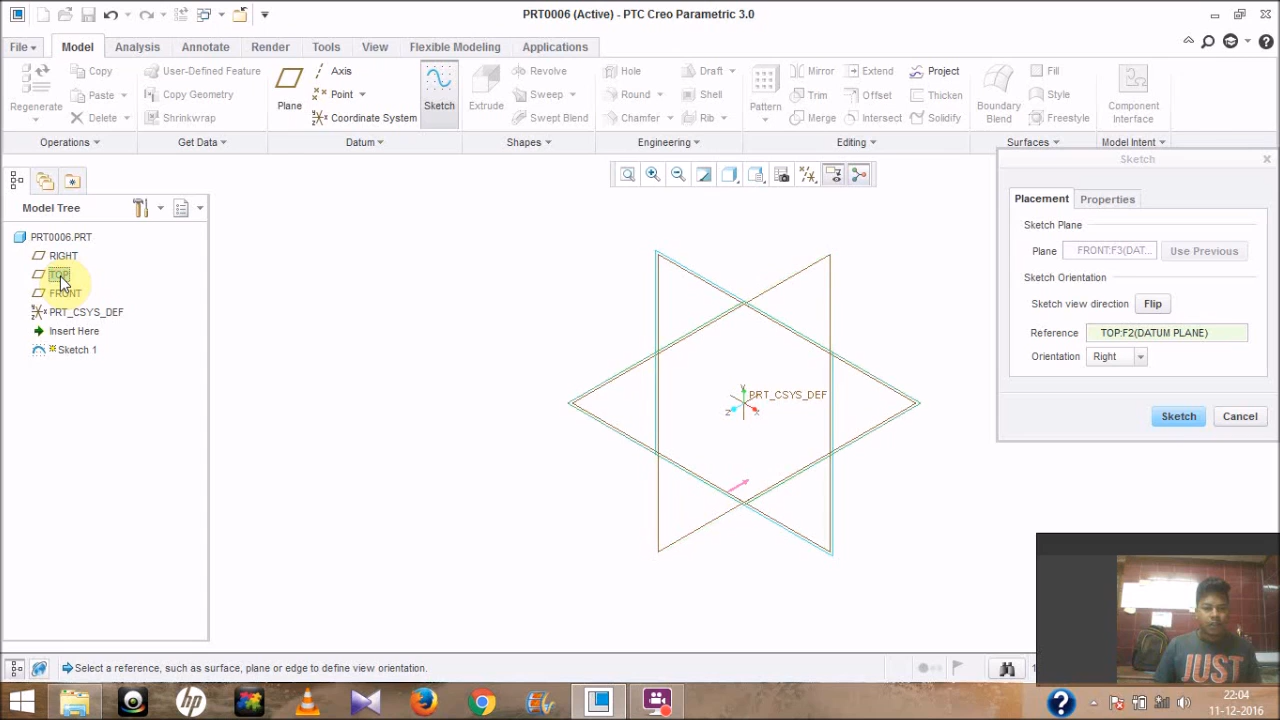 PRT0006 (Active) - PTC Creo Parametric 3.0
File Model Analysis Annotate Render Tools View Flexible Modeling Applications
Regenerate
Copy
Paste
Delete
Operations
User-Defined Feature
Copy Geometry
Shrinkwrap
Get Data
Plane
Axis
Point
Coordinate System
Datum
Sketch
Extrude
Revolve
Sweep
Swept Blend
Shapes
Hole
Round
Chamfer
Draft
Shell
Rib
Engineering
Pattern
Mirror
Trim
Merge
Extend
Offset
Intersect
Project
Thicken
Solidify
Editing
Boundary
Blend
Fill
Style
Freestyle
Surfaces
Component
Interface
Model Intent
Model Tree
PRT0006.PRT
RIGHT
TOP
FRONT
PRT_CSYS_DEF
Insert Here
Sketch 1
PRT_CSYS_DEF
Y
Z
X
Sketch
Placement Properties
Sketch Plane
Plane FRONT:F3(DAT... Use Previous
Sketch Orientation
Sketch view direction Flip
Reference TOP:F2(DATUM PLANE)
Orientation Right
Sketch Cancel
JUST
Select a reference, such as surface, plane or edge to define view orientation.
hp
22:04
11-12-2016